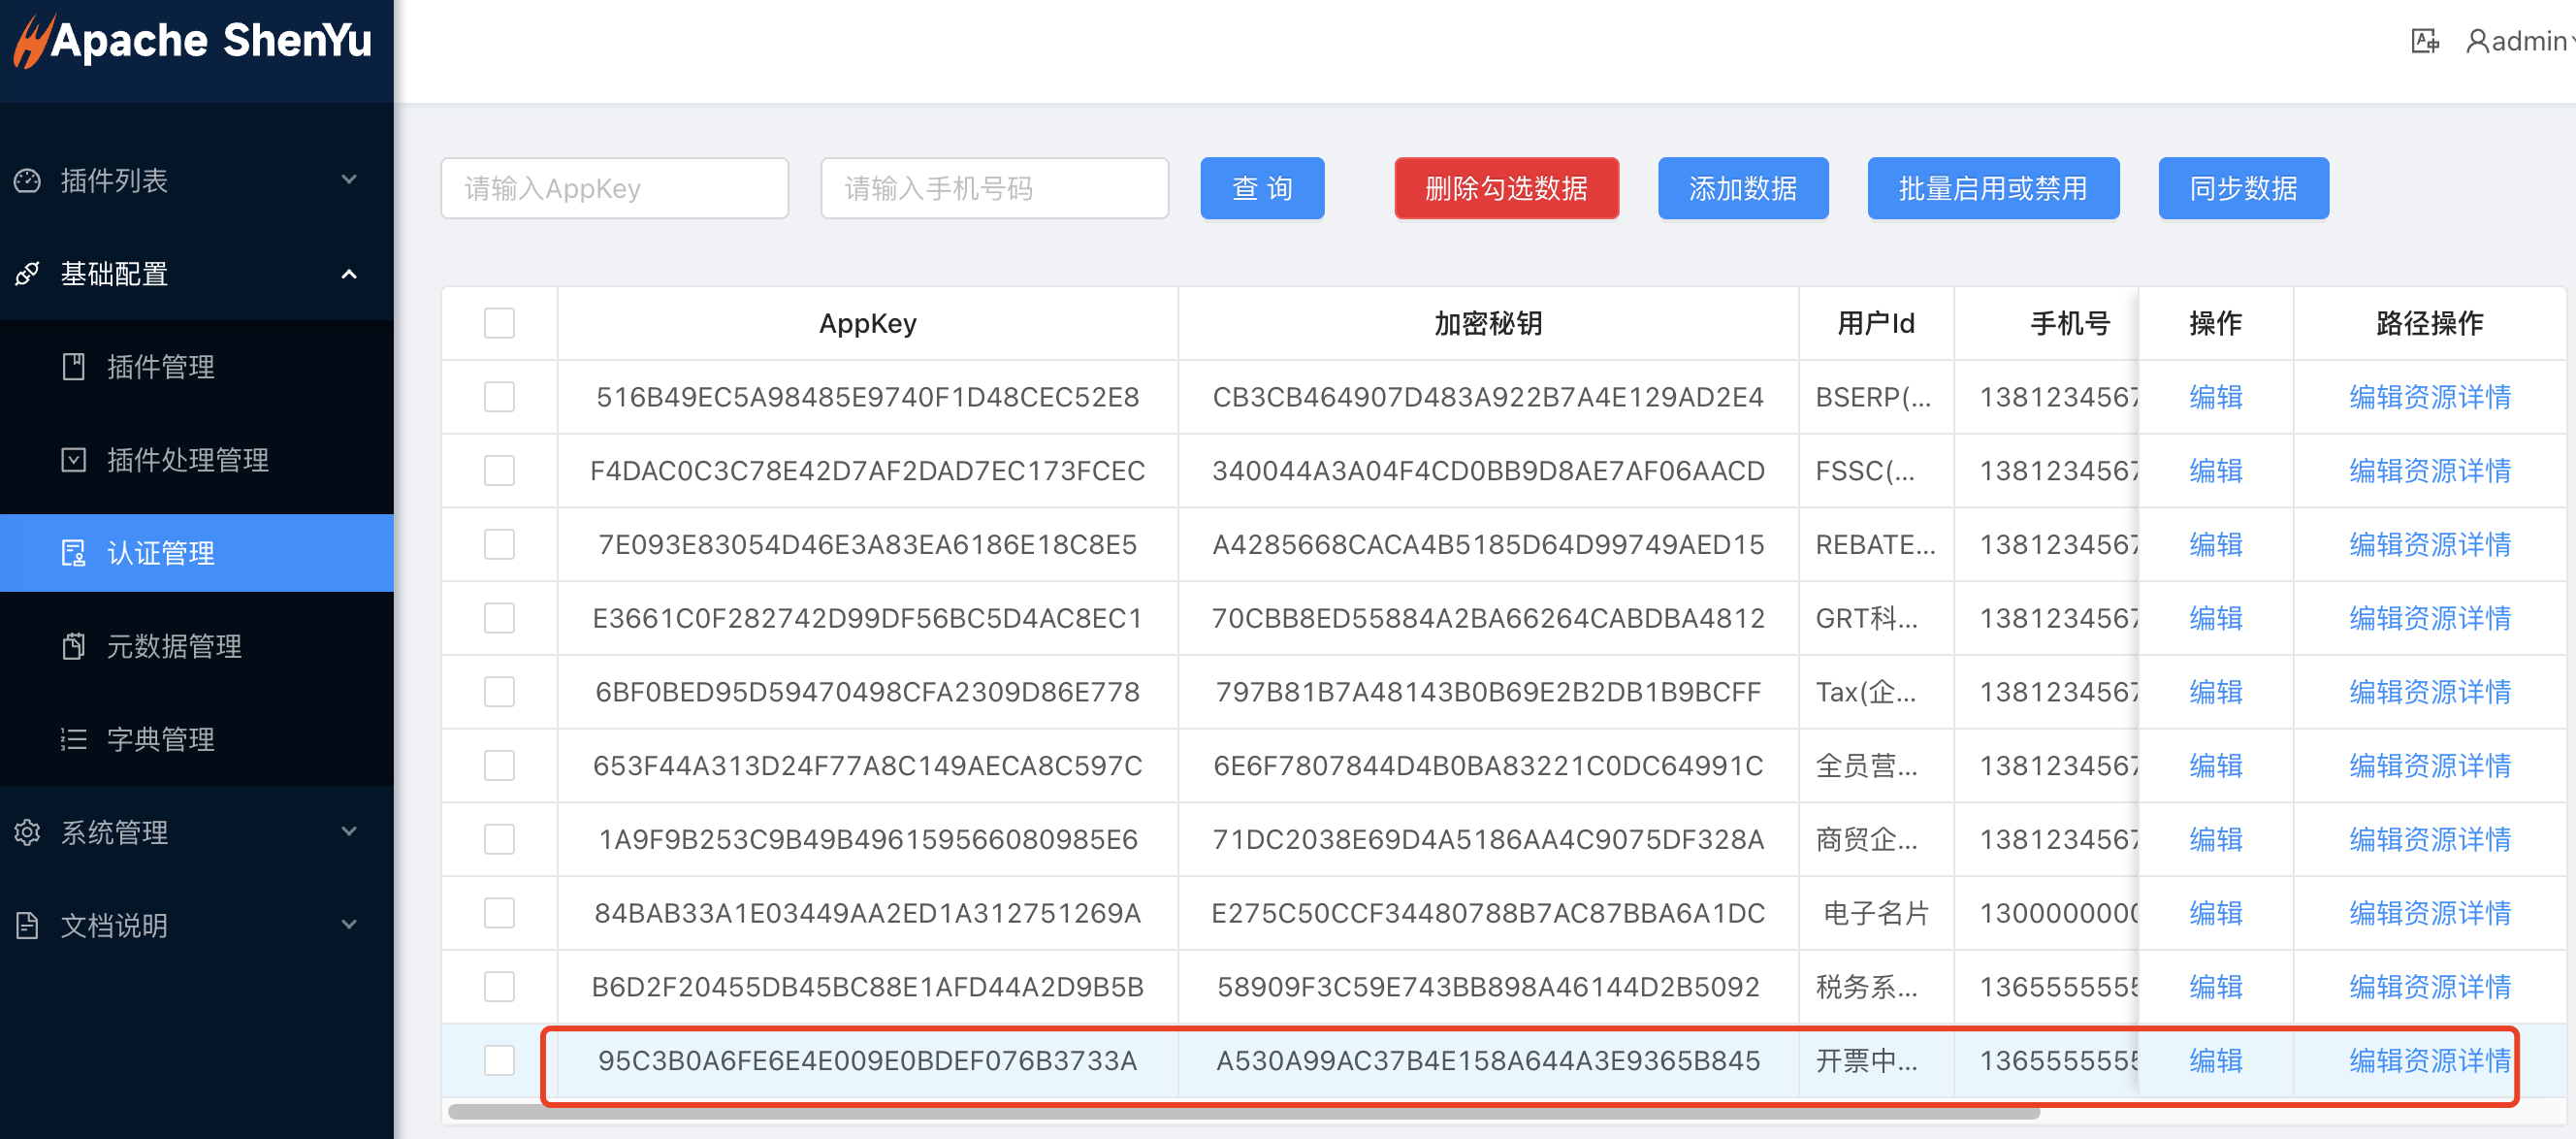 Apache ShenYu
admin
插件列表
基础配置
插件管理
插件处理管理
认证管理
元数据管理
字典管理
系统管理
文档说明
请输入AppKey 请输入手机号码 查 询 删除勾选数据 添加数据 批量启用或禁用 同步数据
AppKey 加密秘钥 用户Id 手机号 操作 路径操作
516B49EC5A98485E9740F1D48CEC52E8 CB3CB464907D483A922B7A4E129AD2E4 BSERP(... 1381234567 编辑 编辑资源详情
F4DAC0C3C78E42D7AF2DAD7EC173FCEC 340044A3A04F4CD0BB9D8AE7AF06AACD FSSC(... 1381234567 编辑 编辑资源详情
7E093E83054D46E3A83EA6186E18C8E5 A4285668CACA4B5185D64D99749AED15 REBATE... 1381234567 编辑 编辑资源详情
E3661C0F282742D99DF56BC5D4AC8EC1 70CBB8ED55884A2BA66264CABDBA4812 GRT科... 1381234567 编辑 编辑资源详情
6BF0BED95D59470498CFA2309D86E778 797B81B7A48143B0B69E2B2DB1B9BCFF Tax(企... 1381234567 编辑 编辑资源详情
653F44A313D24F77A8C149AECA8C597C 6E6F7807844D4B0BA83221C0DC64991C 全员营... 1381234567 编辑 编辑资源详情
1A9F9B253C9B49B496159566080985E6 71DC2038E69D4A5186AA4C9075DF328A 商贸企... 1381234567 编辑 编辑资源详情
84BAB33A1E03449AA2ED1A312751269A E275C50CCF34480788B7AC87BBA6A1DC 电子名片 1300000000 编辑 编辑资源详情
B6D2F20455DB45BC88E1AFD44A2D9B5B 58909F3C59E743BB898A46144D2B5092 税务系... 1365555555 编辑 编辑资源详情
95C3B0A6FE6E4E009E0BDEF076B3733A A530A99AC37B4E158A644A3E9365B845 开票中... 1365555555 编辑 编辑资源详情